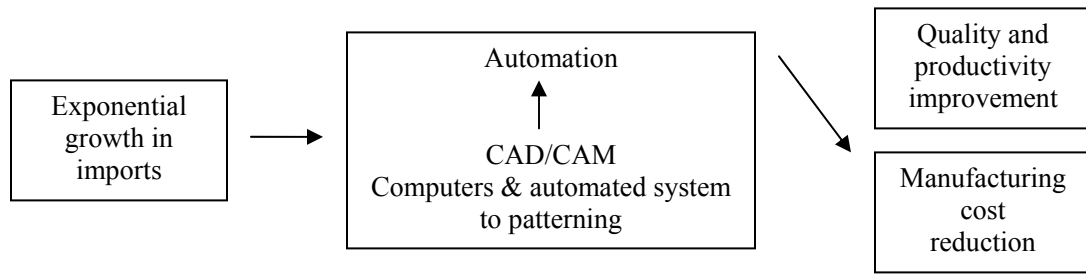 Exponential
growth in
imports
Automation
CAD/CAM
Computers & automated system
to patterning
Quality and
productivity
improvement
Manufacturing
cost
reduction